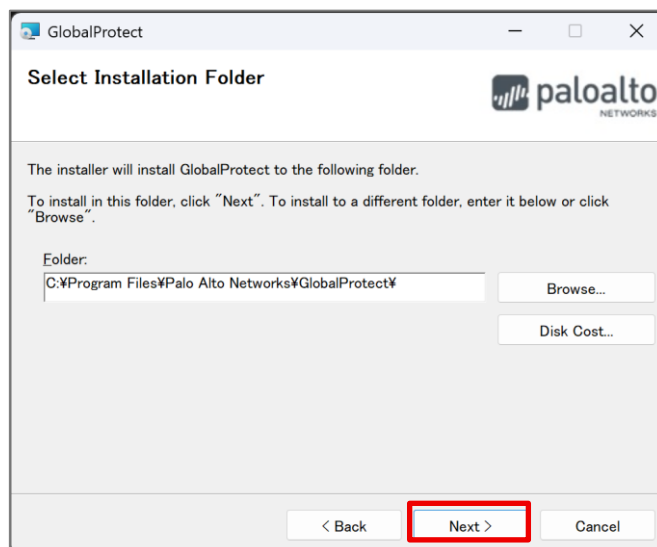 GlobalProtect
Select Installation Folder
paloalto
NETWORKS
The installer will install GlobalProtect to the following folder.
To install in this folder, click "Next". To install to a different folder, enter it below or click
"Browse".
Folder:
C:¥Program Files¥Palo Alto Networks¥GlobalProtect¥
Browse...
Disk Cost...
< Back
Next >
Cancel